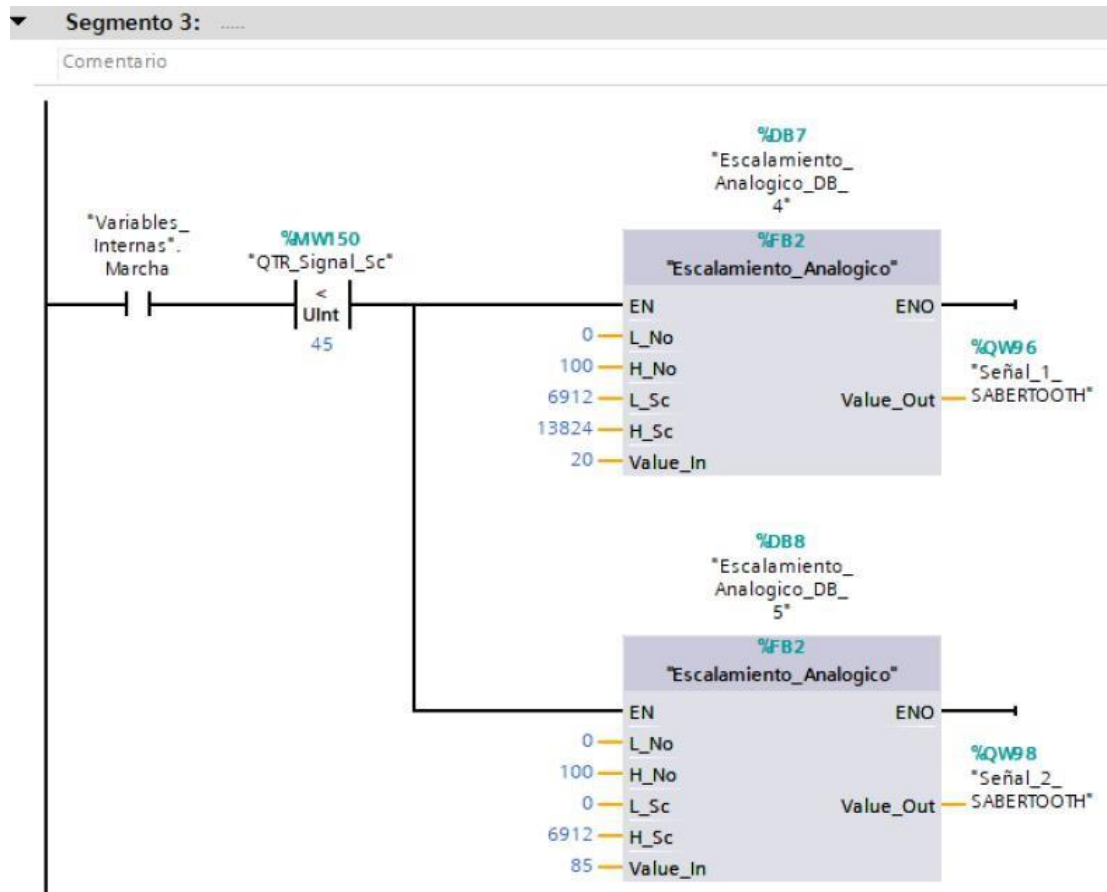 Segmento 3: .....
Comentario
%DB7
"Escalamiento_
Analogico_DB_
4"
"Variables_
Internas".
Marcha
%MW150
"QTR_Signal_Sc"
<
UInt
45
%FB2
"Escalamiento_Analogico"
EN ENO
0 L_No
100 H_No
%QW96
"Señal_1_
6912 L_Sc Value_Out SABERTOOTH"
13824 H_Sc
20 Value_In
%DB8
"Escalamiento_
Analogico_DB_
5"
%FB2
"Escalamiento_Analogico"
EN ENO
0 L_No
100 H_No
%QW98
"Señal_2_
0 L_Sc Value_Out SABERTOOTH"
6912 H_Sc
85 Value_In